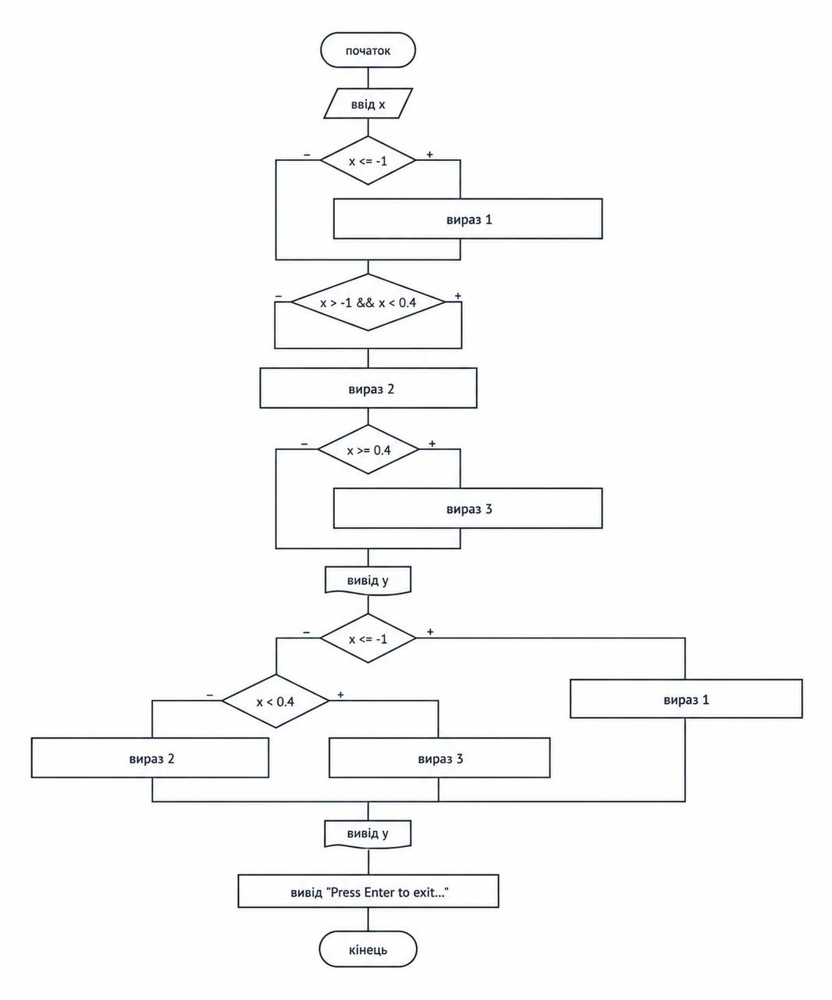 початок
ввід x
– +
x <= -1
вираз 1
– +
x > -1 && x < 0.4
вираз 2
– +
x >= 0.4
вираз 3
вивід y
– +
x <= -1
– +
x < 0.4
вираз 1
вираз 2
вираз 3
вивід y
вивід "Press Enter to exit..."
кінець